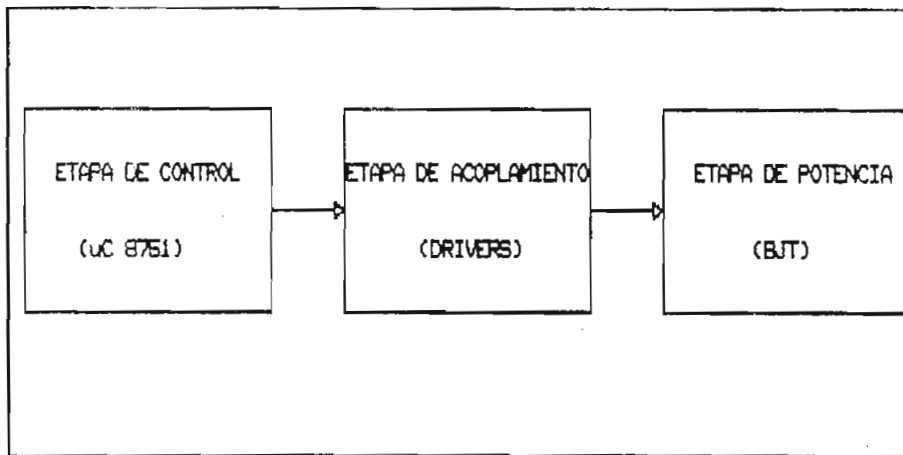 ETAPA DE CONTROL
(uC 8751)
ETAPA DE ACOPLAMIENTO
(DRIVERS)
ETAPA DE POTENCIA
(BJT)